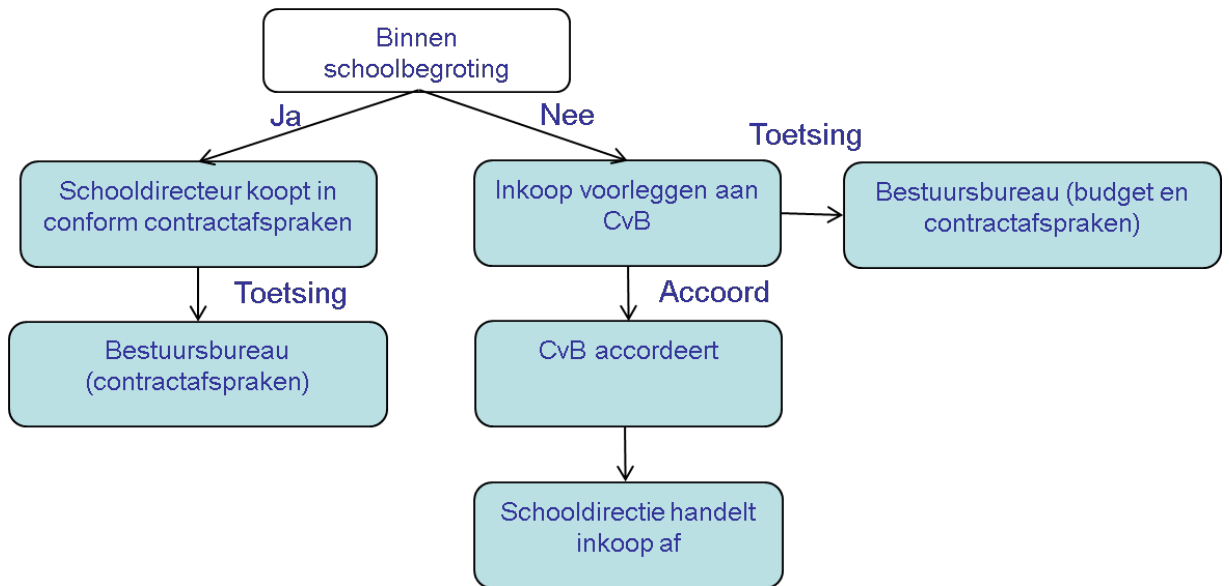 Binnen
schoolbegroting
Ja
Nee
Toetsing
Schooldirecteur koopt in
conform contractafspraken
Inkoop voorleggen aan
CvB
Bestuursbureau (budget en
contractafspraken)
Toetsing
Accoord
Bestuursbureau
(contractafspraken)
CvB accordeert
Schooldirectie handelt
inkoop af